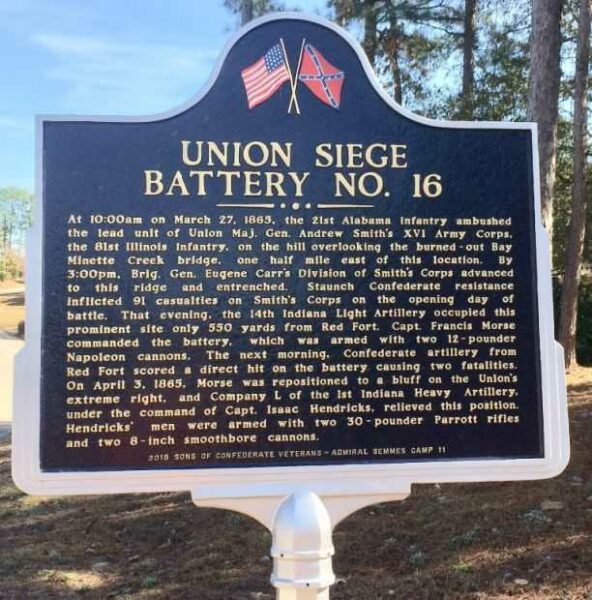 UNION SIEGE
BATTERY NO. 16
At 10:00am on March 27, 1865, the 21st Alabama Infantry ambushed
the lead unit of Union Maj. Gen. Andrew Smith's XVI Army Corps,
the 81st Illinois Infantry, on the hill overlooking the burned-out Bay
Minette Creek bridge, one half mile east of this location. By
3:00pm, Brig. Gen. Eugene Carr's Division of Smith's Corps advanced
to this ridge and entrenched. Staunch Confederate resistance
inflicted 91 casualties on Smith's Corps on the opening day of
battle. That evening, the 14th Indiana Light Artillery occupied this
prominent site only 550 yards from Red Fort. Capt. Francis Morse
commanded the battery, which was armed with two 12-pounder
Napoleon cannons. The next morning, Confederate artillery from
Red Fort scored a direct hit on the battery causing two fatalities.
On April 3, 1865, Morse was repositioned to a bluff on the Union's
extreme right, and Company L of the 1st Indiana Heavy Artillery,
under the command of Capt. Isaac Hendricks, relieved this position.
Hendricks' men were armed with two 30-pounder Parrott rifles
and two 8-inch smoothbore cannons.
2018 SONS OF CONFEDERATE VETERANS - ADMIRAL SEMMES CAMP 11